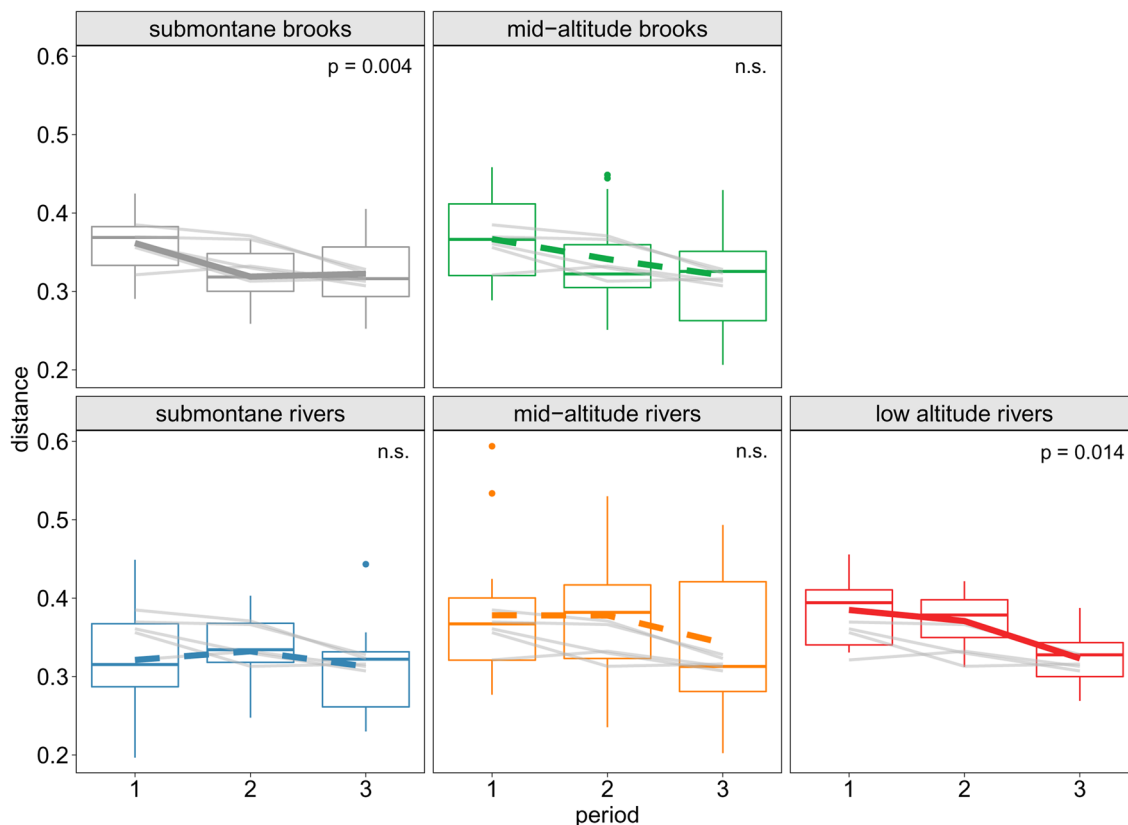 submontane brooks
mid−altitude brooks
0.6
p = 0.004
n.s.
0.5
0.4
0.3
0.2
distance
submontane rivers
mid−altitude rivers
low altitude rivers
0.6
n.s.
n.s.
p = 0.014
0.5
0.4
0.3
0.2
1 2 3
1 2 3
1 2 3
period